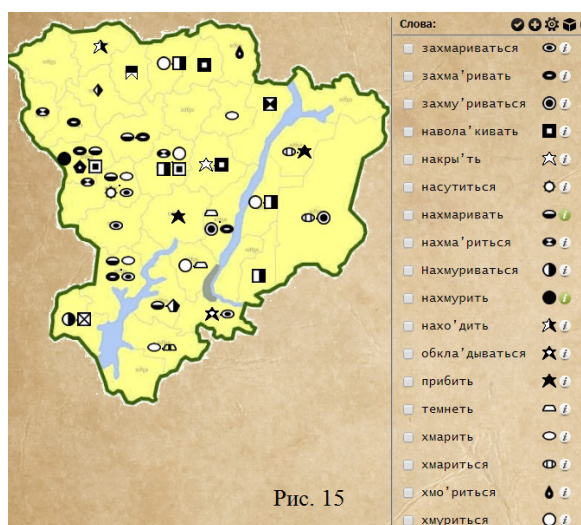 Слова:
захмариваться
захма'ривать
захму'риваться
навола'кивать
накры'ть
насутиться
нахмаривать
нахма'риться
Нахмуриваться
нахмурить
нахо'дить
обкла'дываться
прибить
темнеть
хмарить
хмариться
хмо'риться
хмуриться
Рис. 15